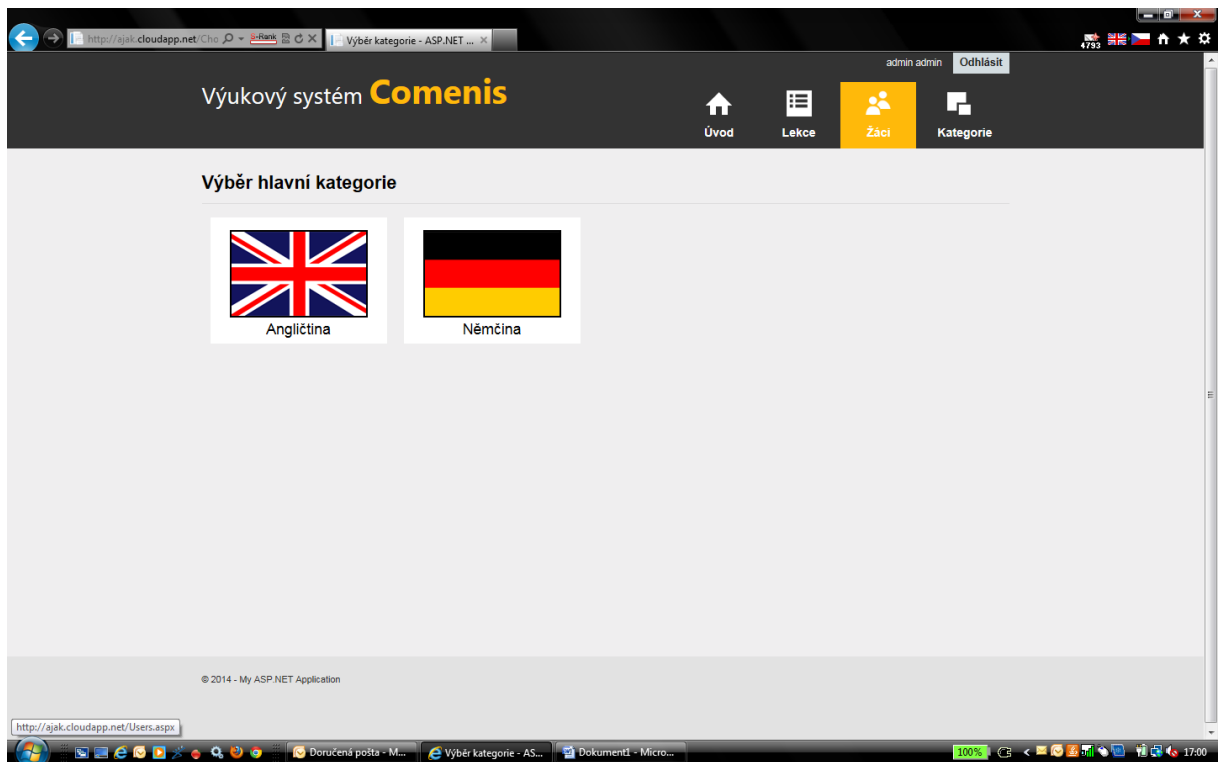 http://ajak.cloudapp.net/Cho
S-Rank
Výběr kategorie - ASP.NET ...
4793
admin admin
Odhlásit
Výukový systém Comenis
Úvod
Lekce
Žáci
Kategorie
Výběr hlavní kategorie
Angličtina
Němčina
© 2014 - My ASP.NET Application
http://ajak.cloudapp.net/Users.aspx
Doručená pošta - M...
Výběr kategorie - AS...
Dokument1 - Micro...
100%
17:00